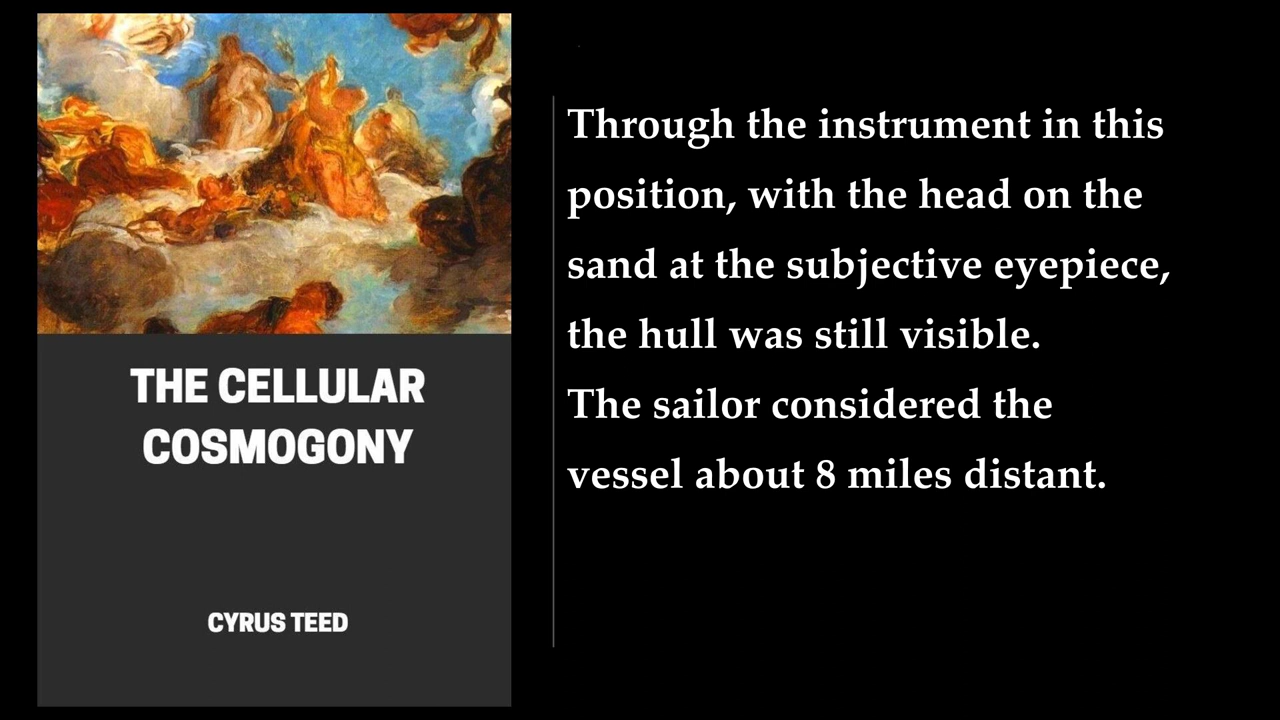 THE CELLULAR
COSMOGONY
CYRUS TEED
Through the instrument in this
position, with the head on the
sand at the subjective eyepiece,
the hull was still visible.
The sailor considered the
vessel about 8 miles distant.